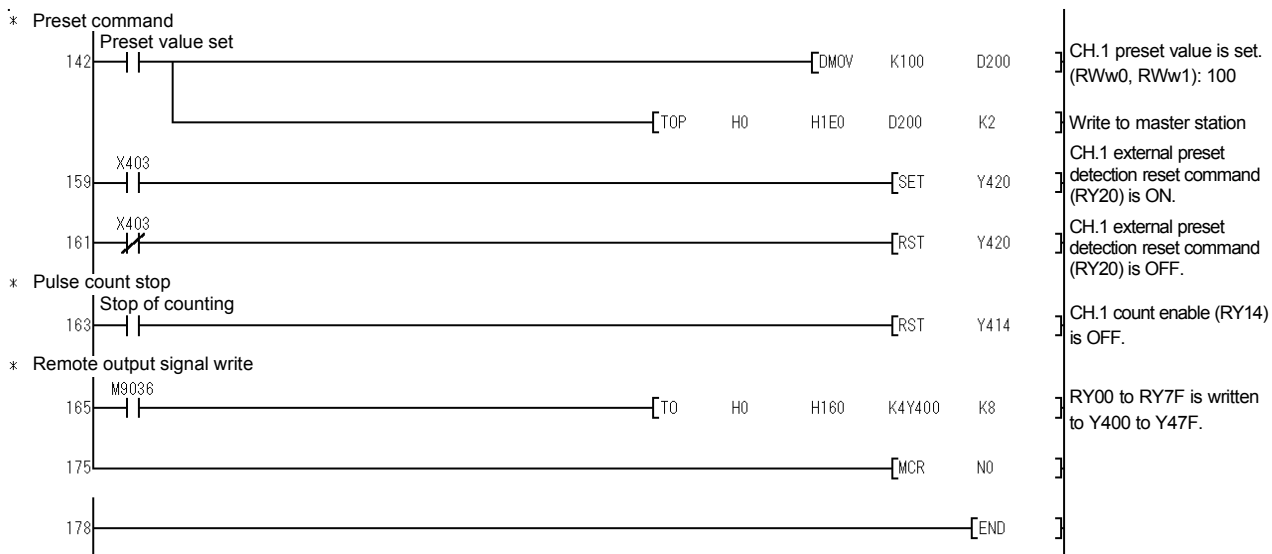 * Preset command
Preset value set
142 DMOV K100 D200 CH.1 preset value is set.
(RWw0, RWw1): 100
TOP H0 H1E0 D200 K2 Write to master station
X403
159 SET Y420 CH.1 external preset
detection reset command
(RY20) is ON.
X403
161 RST Y420 CH.1 external preset
detection reset command
(RY20) is OFF.
* Pulse count stop
Stop of counting
163 RST Y414 CH.1 count enable (RY14)
is OFF.
* Remote output signal write
M9036
165 TO H0 H160 K4Y400 K8 RY00 to RY7F is written
to Y400 to Y47F.
175 MCR N0
178 END